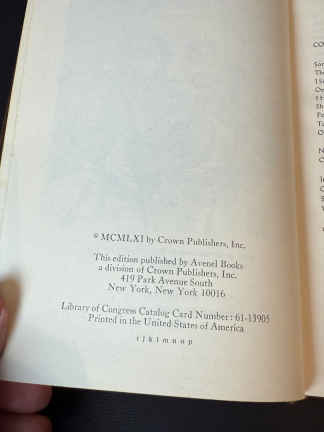 © MCMLXI by Crown Publishers, Inc.
This edition published by Avenel Books
a division of Crown Publishers, Inc.
419 Park Avenue South
New York, New York 10016
Library of Congress Catalog Card Number: 61-13905
Printed in the United States of America
i j k l m n o p